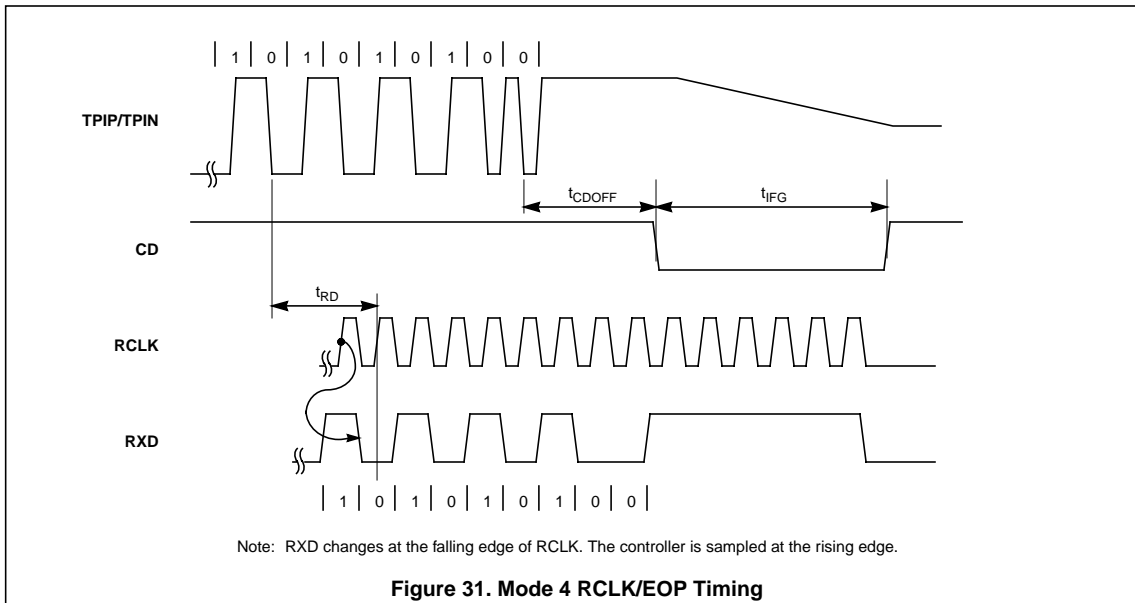 1 0 1 0 1 0 1 0 0
TPIP/TPIN
tCDOFF
tIFG
CD
tRD
RCLK
RXD
1 0 1 0 1 0 1 0 0
Note: RXD changes at the falling edge of RCLK. The controller is sampled at the rising edge.
Figure 31. Mode 4 RCLK/EOP Timing